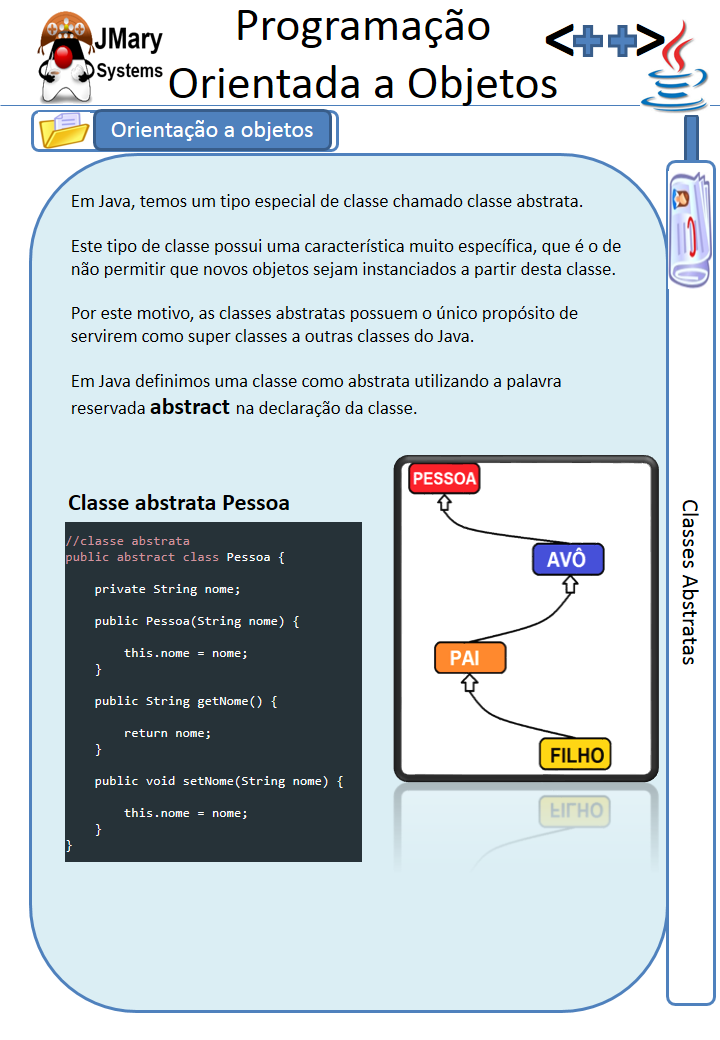 JMary
Systems
Programação
Orientada a Objetos
<++>
Orientação a objetos
Em Java, temos um tipo especial de classe chamado classe abstrata.
Este tipo de classe possui uma característica muito específica, que é o de
não permitir que novos objetos sejam instanciados a partir desta classe.
Por este motivo, as classes abstratas possuem o único propósito de
servirem como super classes a outras classes do Java.
Em Java definimos uma classe como abstrata utilizando a palavra
reservada abstract na declaração da classe.
Classe abstrata Pessoa
//classe abstrata
public abstract class Pessoa {
private String nome;
public Pessoa(String nome) {
this.nome = nome;
}
public String getNome() {
return nome;
}
public void setNome(String nome) {
this.nome = nome;
}
}
PESSOA
AVÔ
PAI
FILHO
FILHO
Classes Abstratas